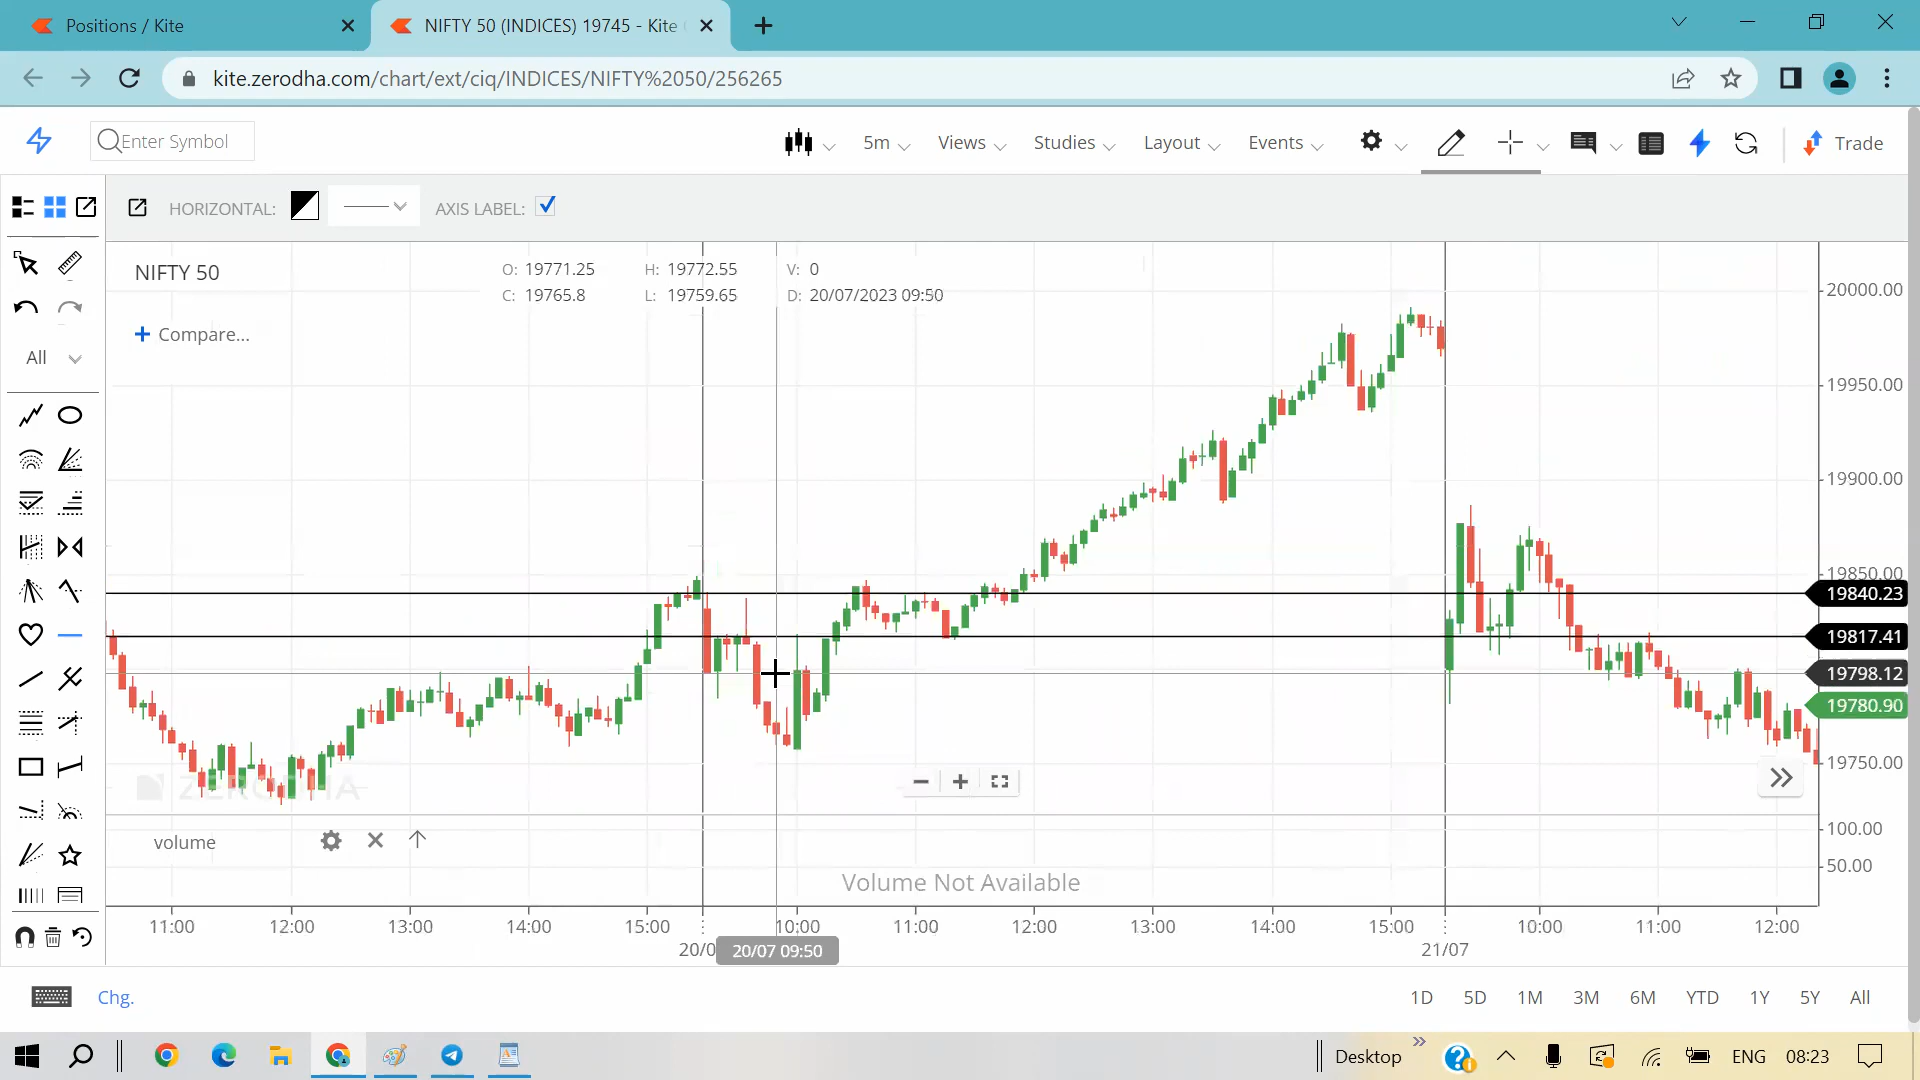 Positions / Kite
NIFTY 50 (INDICES) 19745 - Kite
kite.zerodha.com/chart/ext/ciq/INDICES/NIFTY%2050/256265
Enter Symbol
5m
Views
Studies
Layout
Events
Trade
HORIZONTAL:
AXIS LABEL:
NIFTY 50
O: 19771.25 H: 19772.55 V: 0
C: 19765.8 L: 19759.65 D: 20/07/2023 09:50
+ Compare...
All
20000.00
19950.00
19900.00
19850.00
19840.23
19817.41
19798.12
19780.90
19750.00
ZERODHA
volume
100.00
50.00
Volume Not Available
11:00 12:00 13:00 14:00 15:00 10:00 11:00 12:00 13:00 14:00 15:00 10:00 11:00 12:00
20/0 20/07 09:50 21/07
Chg.
1D 5D 1M 3M 6M YTD 1Y 5Y All
Desktop
ENG 08:23